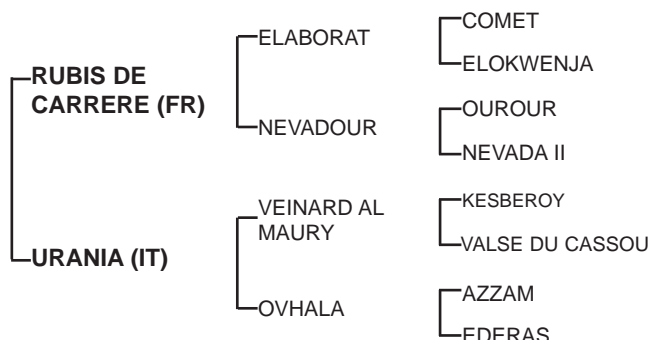 COMET
ELABORAT
ELOKWENJA
RUBIS DE
CARRERE (FR)
OUROUR
NEVADOUR
NEVADA II
KESBEROY
VEINARD AL
MAURY
VALSE DU CASSOU
URANIA (IT)
AZZAM
OVHALA
EDERAS